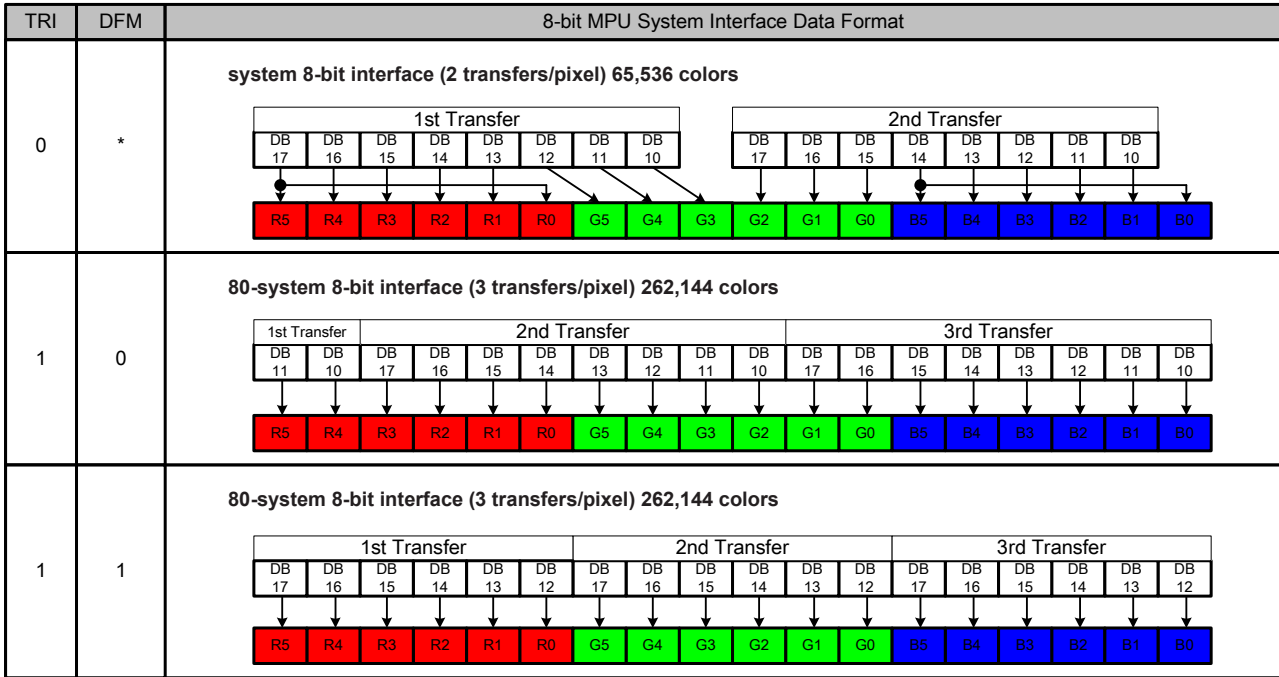 TRI DFM 8-bit MPU System Interface Data Format
system 8-bit interface (2 transfers/pixel) 65,536 colors
1st Transfer 2nd Transfer
DB DB DB DB DB DB DB DB DB DB DB DB DB DB DB DB
17 16 15 14 13 12 11 10 17 16 15 14 13 12 11 10
0 *
R5 R4 R3 R2 R1 R0 G5 G4 G3 G2 G1 G0 B5 B4 B3 B2 B1 B0
80-system 8-bit interface (3 transfers/pixel) 262,144 colors
1st Transfer 2nd Transfer 3rd Transfer
DB DB DB DB DB DB DB DB DB DB DB DB DB DB DB DB DB DB
11 10 17 16 15 14 13 12 11 10 17 16 15 14 13 12 11 10
1 0
R5 R4 R3 R2 R1 R0 G5 G4 G3 G2 G1 G0 B5 B4 B3 B2 B1 B0
80-system 8-bit interface (3 transfers/pixel) 262,144 colors
1st Transfer 2nd Transfer 3rd Transfer
DB DB DB DB DB DB DB DB DB DB DB DB DB DB DB DB DB DB
17 16 15 14 13 12 17 16 15 14 13 12 17 16 15 14 13 12
1 1
R5 R4 R3 R2 R1 R0 G5 G4 G3 G2 G1 G0 B5 B4 B3 B2 B1 B0